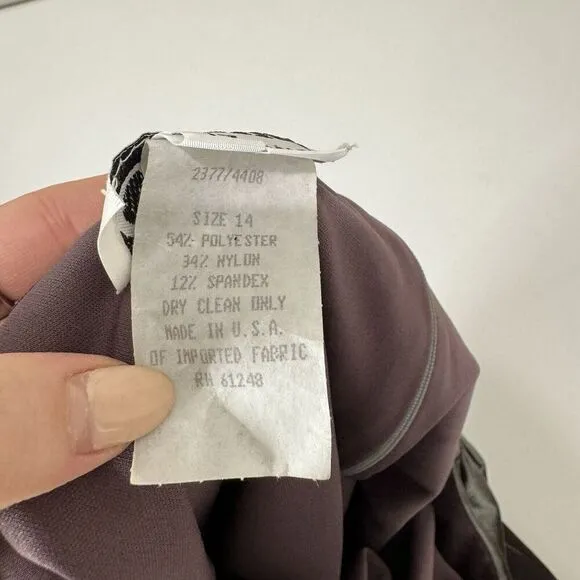 2377/4408
SIZE 14
54% POLYESTER
34% NYLON
12% SPANDEX
DRY CLEAN ONLY
MADE IN U.S.A.
OF IMPORTED FABRIC
RN 61248